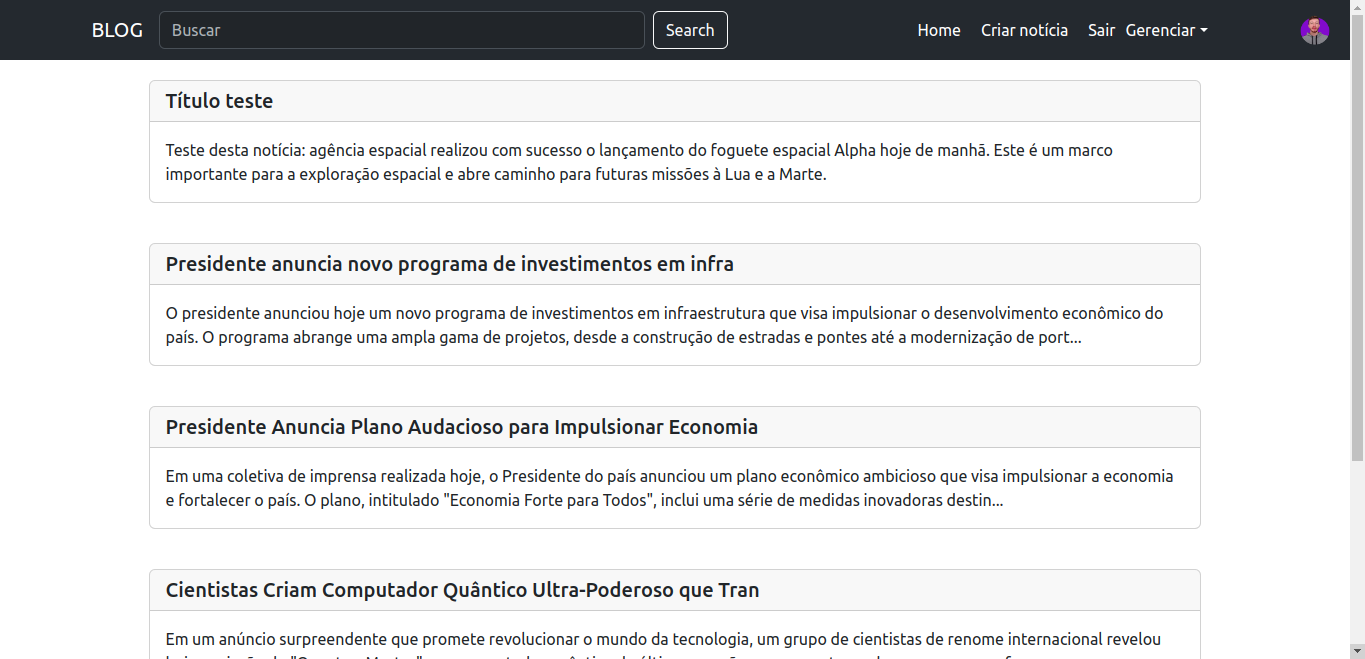 BLOG
Buscar
Search
Home
Criar notícia
Sair
Gerenciar
Título teste
Teste desta notícia: agência espacial realizou com sucesso o lançamento do foguete espacial Alpha hoje de manhã. Este é um marco
importante para a exploração espacial e abre caminho para futuras missões à Lua e a Marte.
Presidente anuncia novo programa de investimentos em infra
O presidente anunciou hoje um novo programa de investimentos em infraestrutura que visa impulsionar o desenvolvimento econômico do
país. O programa abrange uma ampla gama de projetos, desde a construção de estradas e pontes até a modernização de port...
Presidente Anuncia Plano Audacioso para Impulsionar Economia
Em uma coletiva de imprensa realizada hoje, o Presidente do país anunciou um plano econômico ambicioso que visa impulsionar a economia
e fortalecer o país. O plano, intitulado "Economia Forte para Todos", inclui uma série de medidas inovadoras destin...
Cientistas Criam Computador Quântico Ultra-Poderoso que Tran
Em um anúncio surpreendente que promete revolucionar o mundo da tecnologia, um grupo de cientistas de renome internacional revelou